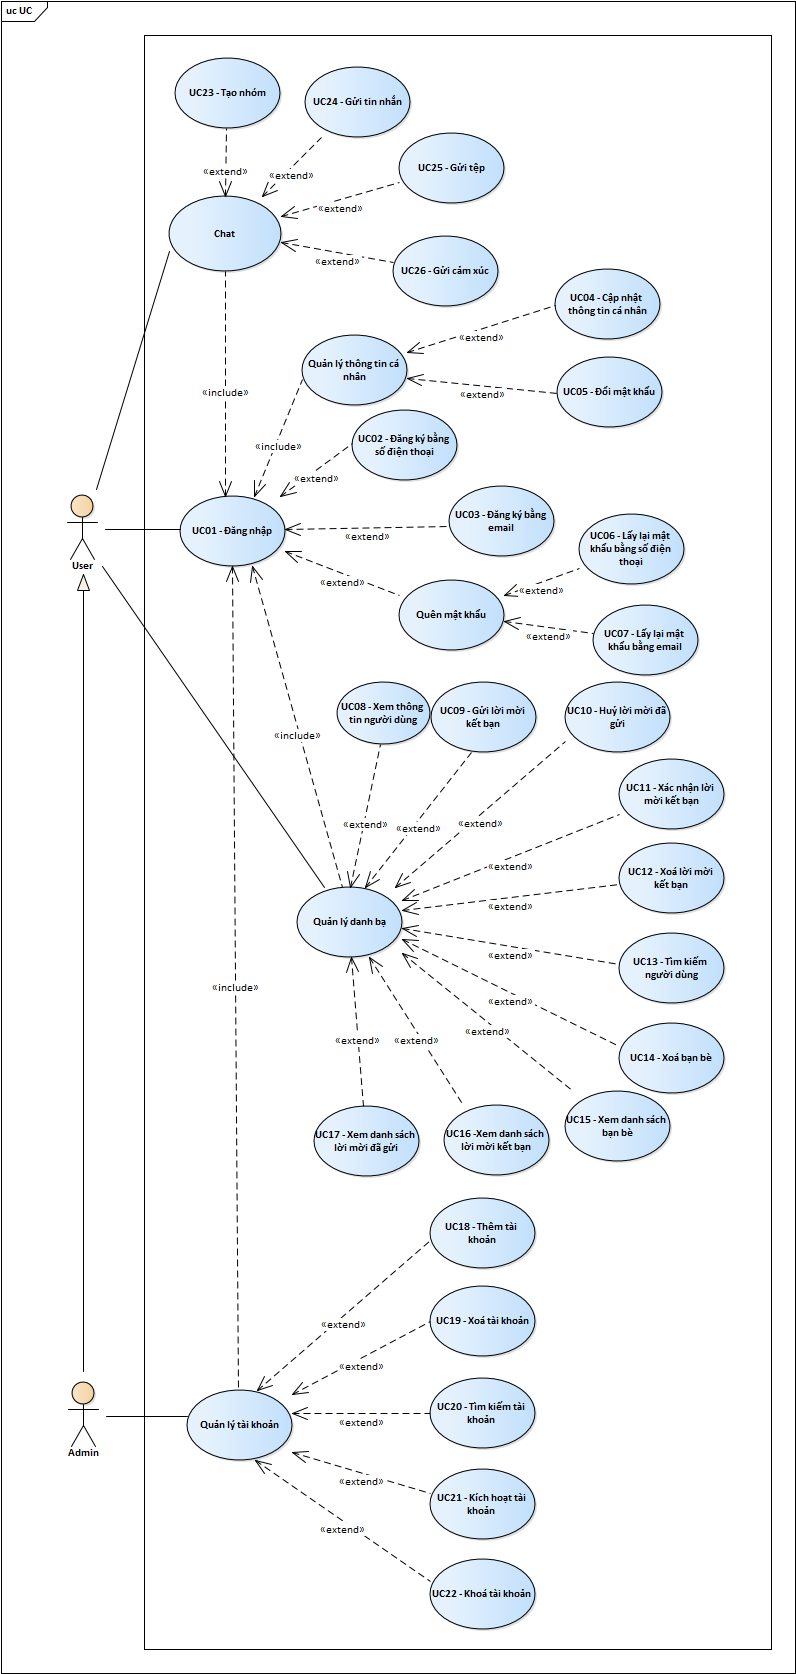 uc UC
UC23 - Tạo nhóm
UC24 - Gửi tin nhắn
«extend»
«extend»
UC25 - Gửi tệp
«extend»
Chat
«extend»
UC26 - Gửi cảm xúc
UC04 - Cập nhật
thông tin cá nhân
«extend»
Quản lý thông tin cá
nhân
«include»
«extend»
UC05 - Đổi mật khẩu
UC02 - Đăng ký bằng
số điện thoại
«include»
«extend»
UC03 - Đăng ký bằng
email
UC01 - Đăng nhập
«extend»
UC06 - Lấy lại mật
khẩu bằng số điện
thoại
User
«extend»
«extend»
Quên mật khẩu
«extend»
UC07 - Lấy lại mật
khẩu bằng email
UC08 - Xem thông
tin người dùng
UC09 - Gửi lời mời
kết bạn
UC10 - Huỷ lời mời đã
gửi
«include»
UC11 - Xác nhận lời
mời kết bạn
«extend»
«extend»
«extend»
«extend»
UC12 - Xoá lời mời
kết bạn
«extend»
Quản lý danh bạ
«extend»
UC13 - Tìm kiếm
người dùng
«include»
«extend»
«extend»
«extend»
«extend»
UC14 - Xoá bạn bè
UC17 - Xem danh sách
lời mời đã gửi
UC16 -Xem danh sách
lời mời kết bạn
UC15 - Xem danh sách
bạn bè
UC18 - Thêm tài
khoản
«extend»
UC19 - Xoá tài khoản
«extend»
UC20 - Tìm kiếm tài
khoản
«extend»
Quản lý tài khoản
Admin
«extend»
UC21 - Kích hoạt tài
khoản
«extend»
UC22 - Khoá tài khoản